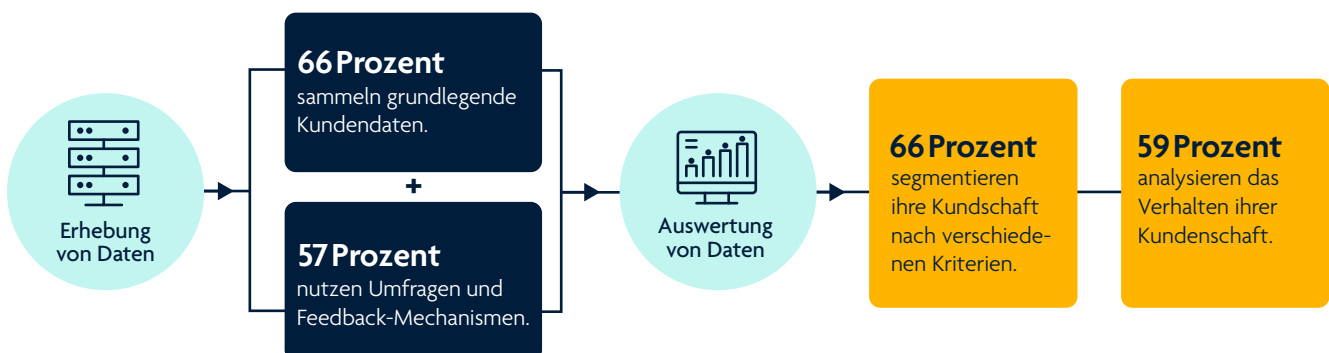 Erhebung
von Daten
66 Prozent
sammeln grundlegende
Kundendaten.
+
57 Prozent
nutzen Umfragen und
Feedback-Mechanismen.
Auswertung
von Daten
66 Prozent
segmentieren
ihre Kundschaft
nach verschiede-
nen Kriterien.
59 Prozent
analysieren das
Verhalten ihrer
Kundenschaft.